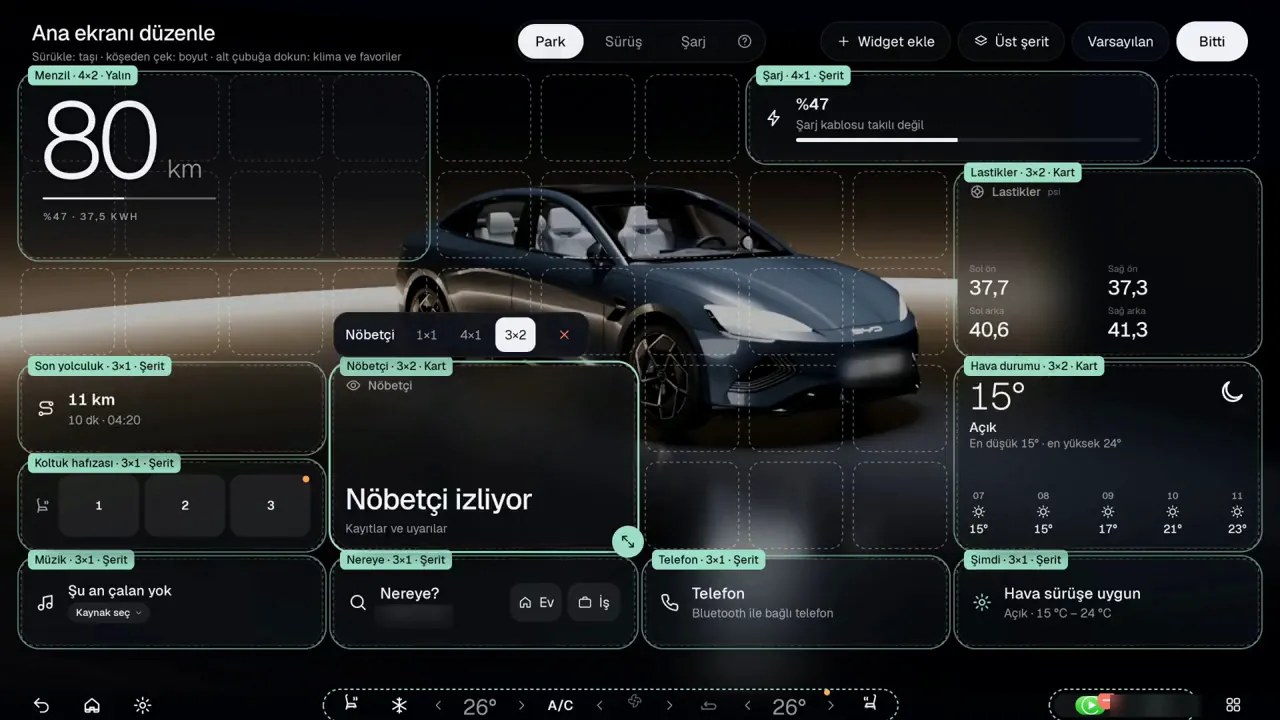 Ana ekranı düzenle
Sürükle: taşı · köşeden çek: boyut · alt çubuğa dokun: klima ve favoriler
Park
Sürüş
Şarj
+ Widget ekle
Üst şerit
Varsayılan
Bitti
Menzil · 4×2 · Yalın
80 km
%47 · 37,5 KWH
Şarj · 4×1 · Şerit
%47
Şarj kablosu takılı değil
Lastikler · 3×2 · Kart
Lastikler psi
Sol ön
37,7
Sağ ön
37,3
Sol arka
40,6
Sağ arka
41,3
BYD
Nöbetçi
1×1
4×1
3×2
Son yolculuk · 3×1 · Şerit
11 km
10 dk · 04:20
Nöbetçi · 3×2 · Kart
Nöbetçi
Nöbetçi izliyor
Kayıtlar ve uyarılar
Hava durumu · 3×2 · Kart
15°
Açık
En düşük 15° · en yüksek 24°
07 08 09 10 11
15° 15° 17° 21° 23°
Koltuk hafızası · 3×1 · Şerit
1 2 3
Müzik · 3×1 · Şerit
Şu an çalan yok
Kaynak seç
Nereye · 3×1 · Şerit
Nereye?
Ev
İş
Telefon · 3×1 · Şerit
Telefon
Bluetooth ile bağlı telefon
Şimdi · 3×1 · Şerit
Hava sürüşe uygun
Açık · 15 °C – 24 °C
26° A/C 26°